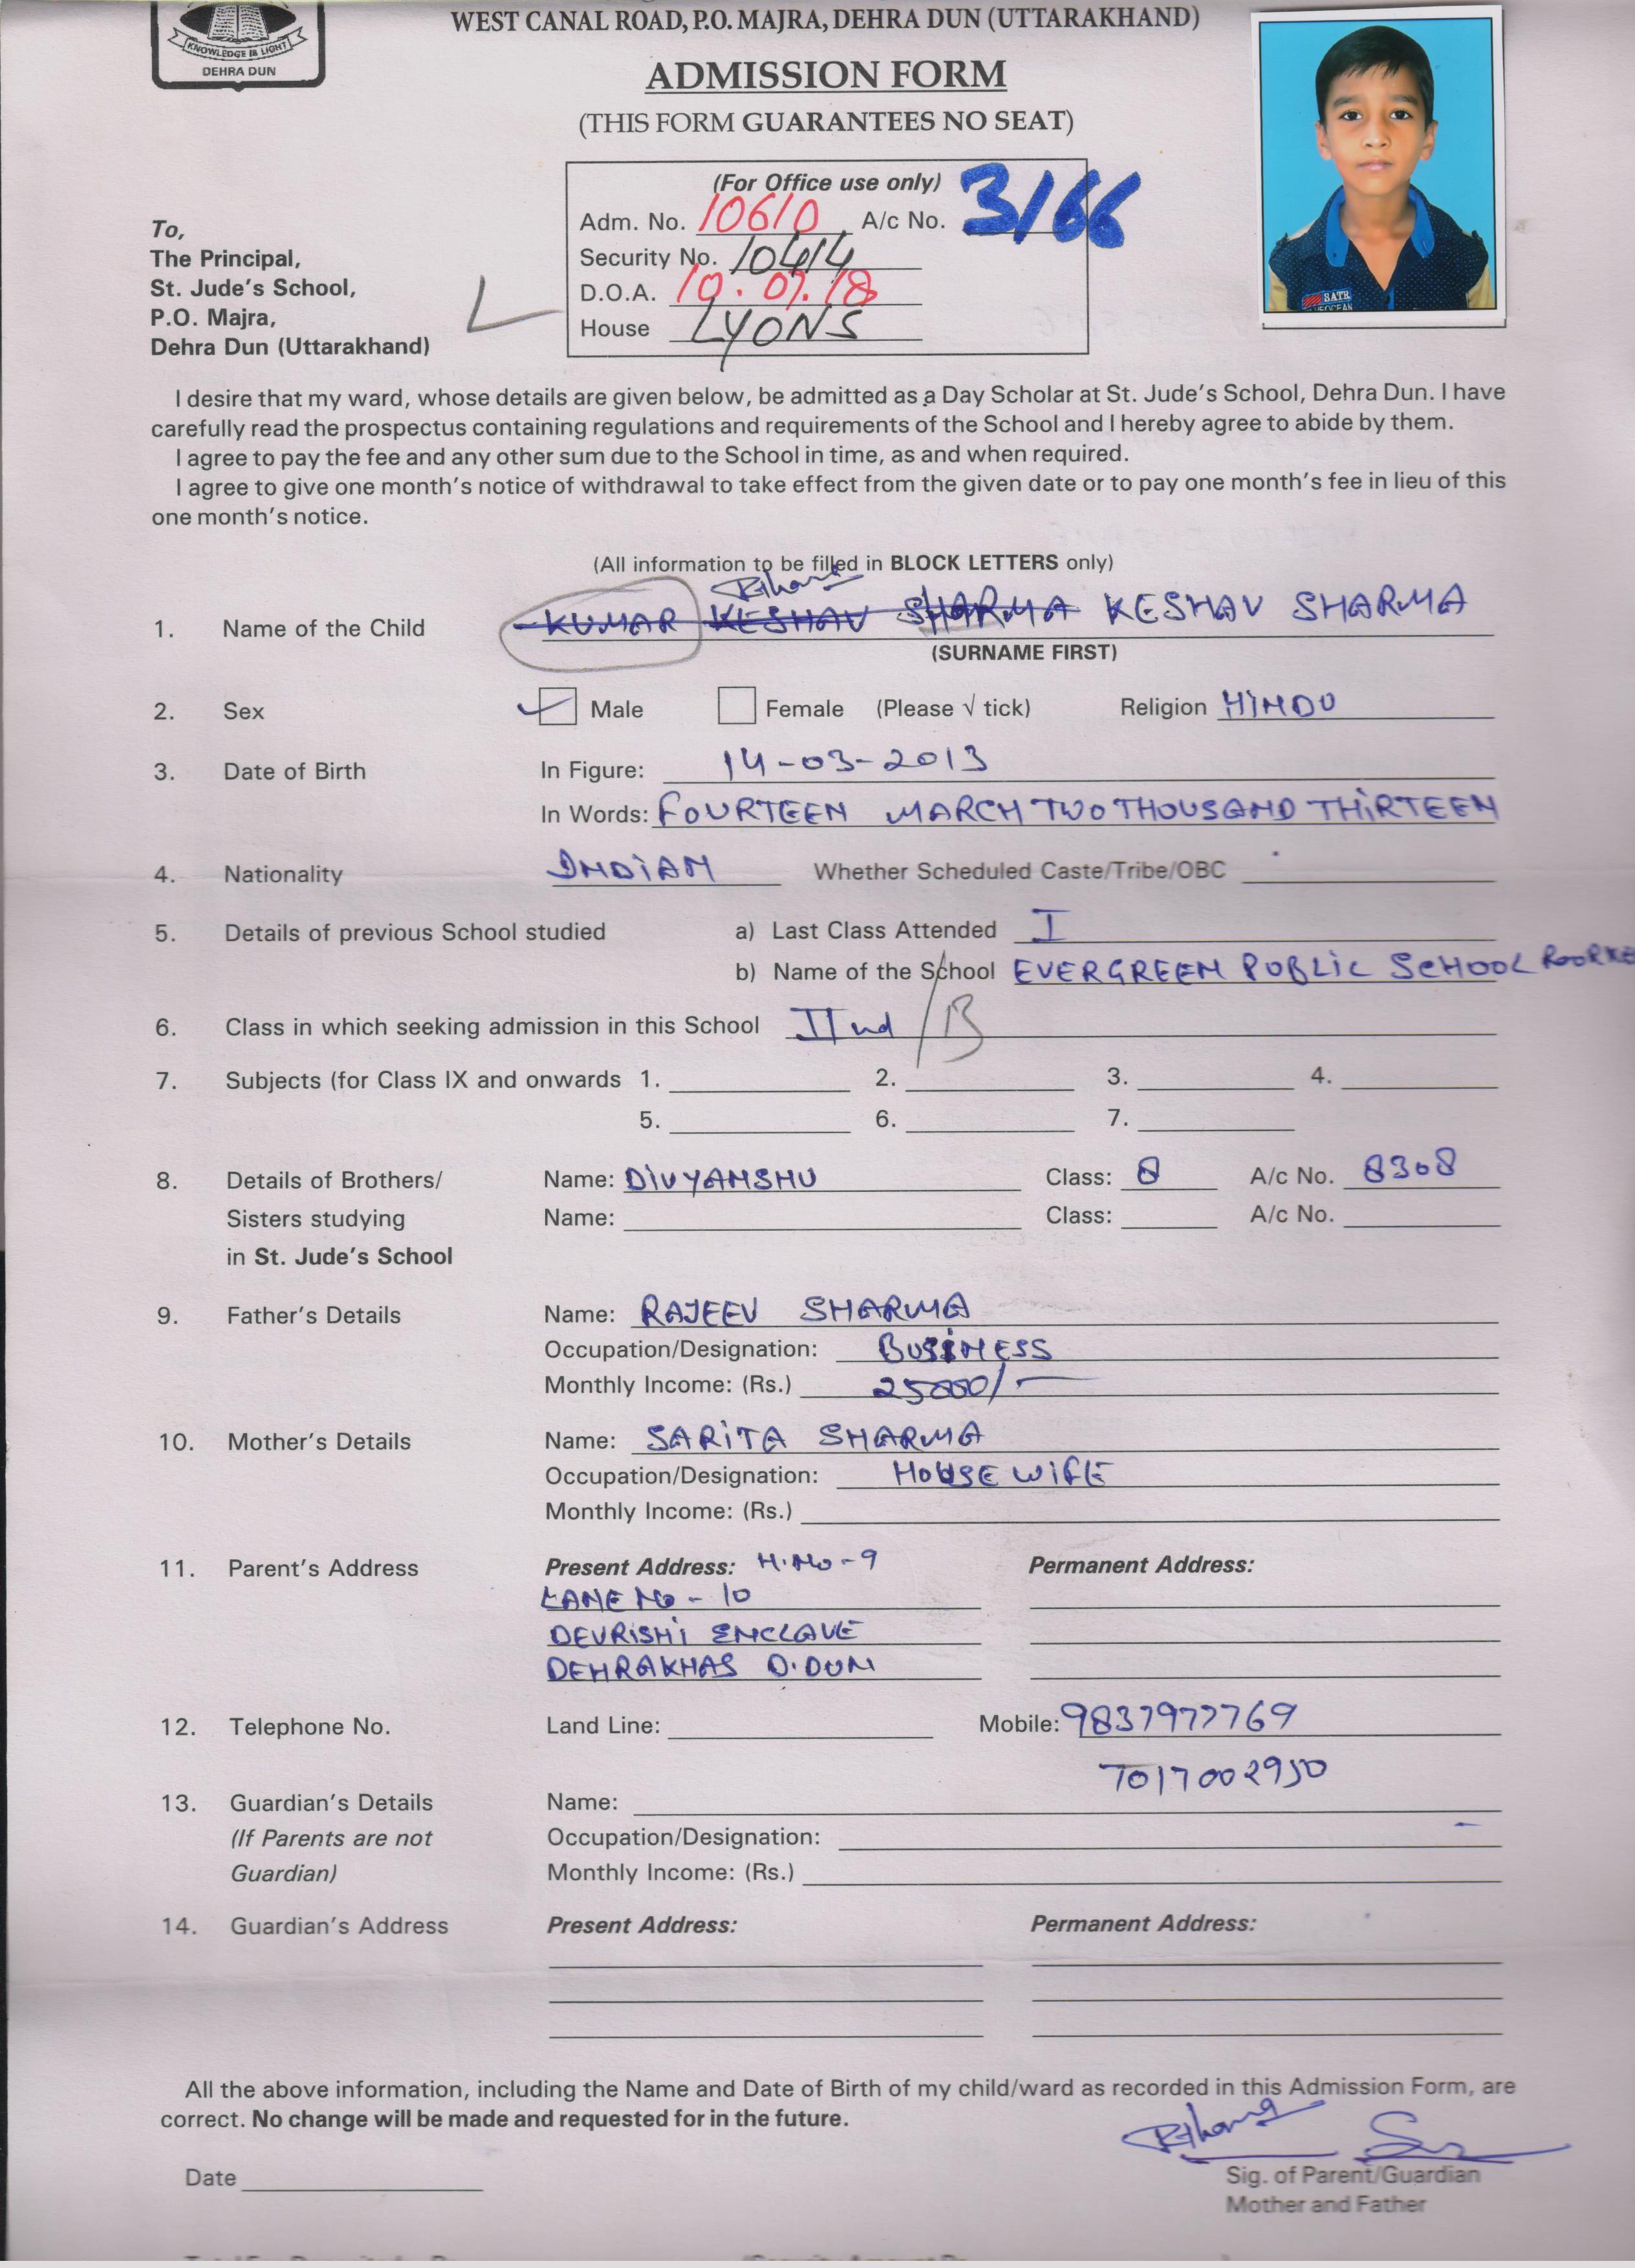 KNOWLEDGE IS LIGHT
DEHRA DUN
WEST CANAL ROAD, P.O. MAJRA, DEHRA DUN (UTTARAKHAND)
ADMISSION FORM
(THIS FORM GUARANTEES NO SEAT)
(For Office use only)
Adm. No. 10610 A/c No. 3166
Security No. 10414
D.O.A. 10.07.18
House LYONS
SATR
To,
The Principal,
St. Jude's School,
P.O. Majra,
Dehra Dun (Uttarakhand)
I desire that my ward, whose details are given below, be admitted as a Day Scholar at St. Jude's School, Dehra Dun. I have
carefully read the prospectus containing regulations and requirements of the School and I hereby agree to abide by them.
I agree to pay the fee and any other sum due to the School in time, as and when required.
I agree to give one month's notice of withdrawal to take effect from the given date or to pay one month's fee in lieu of this
one month's notice.
(All information to be filled in BLOCK LETTERS only)
1. Name of the Child KUMAR KESHAV SHARMA KESHAV SHARMA
(SURNAME FIRST)
2. Sex Male Female (Please √ tick) Religion HINDU
3. Date of Birth In Figure: 14-03-2013
In Words: FOURTEEN MARCH TWO THOUSAND THIRTEEN
4. Nationality INDIAN Whether Scheduled Caste/Tribe/OBC
5. Details of previous School studied a) Last Class Attended I
b) Name of the School EVERGREEN PUBLIC SCHOOL
6. Class in which seeking admission in this School IInd /B
7. Subjects (for Class IX and onwards 1. 2. 3. 4.
5. 6. 7.
8. Details of Brothers/ Name: DIVYANSHU Class: 8 A/c No. 8308
Sisters studying Name: Class: A/c No.
in St. Jude's School
9. Father's Details Name: RAJEEV SHARMA
Occupation/Designation: BUSINESS
Monthly Income: (Rs.) 25000/-
10. Mother's Details Name: SARITA SHARMA
Occupation/Designation: HOUSE WIFE
Monthly Income: (Rs.)
11. Parent's Address Present Address: H.No-9 Permanent Address:
LANE No - 10
DEVRISHI ENCLAVE
DEHRAKHAS D.DUN
12. Telephone No. Land Line: Mobile: 9837977769
7017002950
13. Guardian's Details Name:
(If Parents are not Occupation/Designation:
Guardian) Monthly Income: (Rs.)
14. Guardian's Address Present Address: Permanent Address:
All the above information, including the Name and Date of Birth of my child/ward as recorded in this Admission Form, are
correct. No change will be made and requested for in the future.
Date
Sig. of Parent/Guardian
Mother and Father